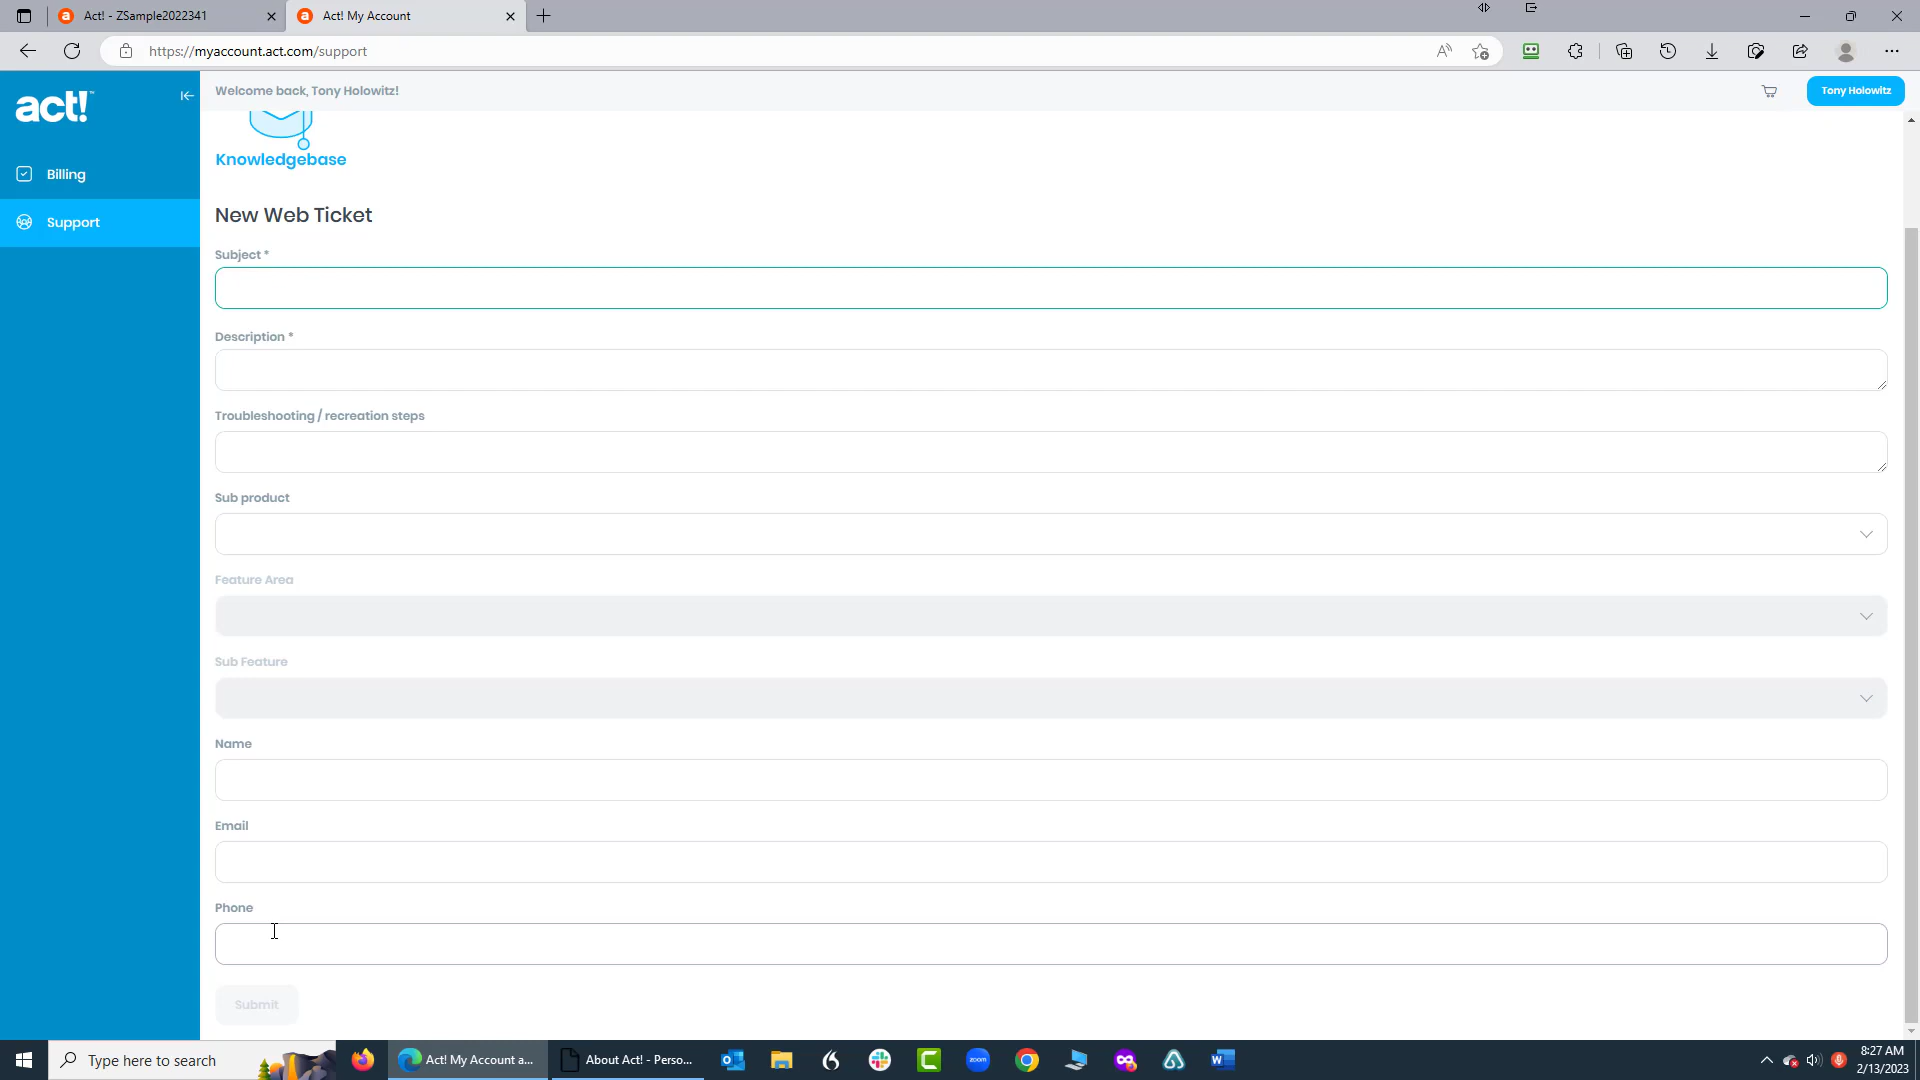 Act! - ZSample2022341
Act! My Account
https://myaccount.act.com/support
act!™
Welcome back, Tony Holowitz!
Tony Holowitz
Billing
Support
Knowledgebase
New Web Ticket
Subject *
Description *
Troubleshooting / recreation steps
Sub product
Feature Area
Sub Feature
Name
Email
Phone
Submit
Type here to search
Act! My Account a...
About Act! - Perso...
zoom
8:27 AM
2/13/2023